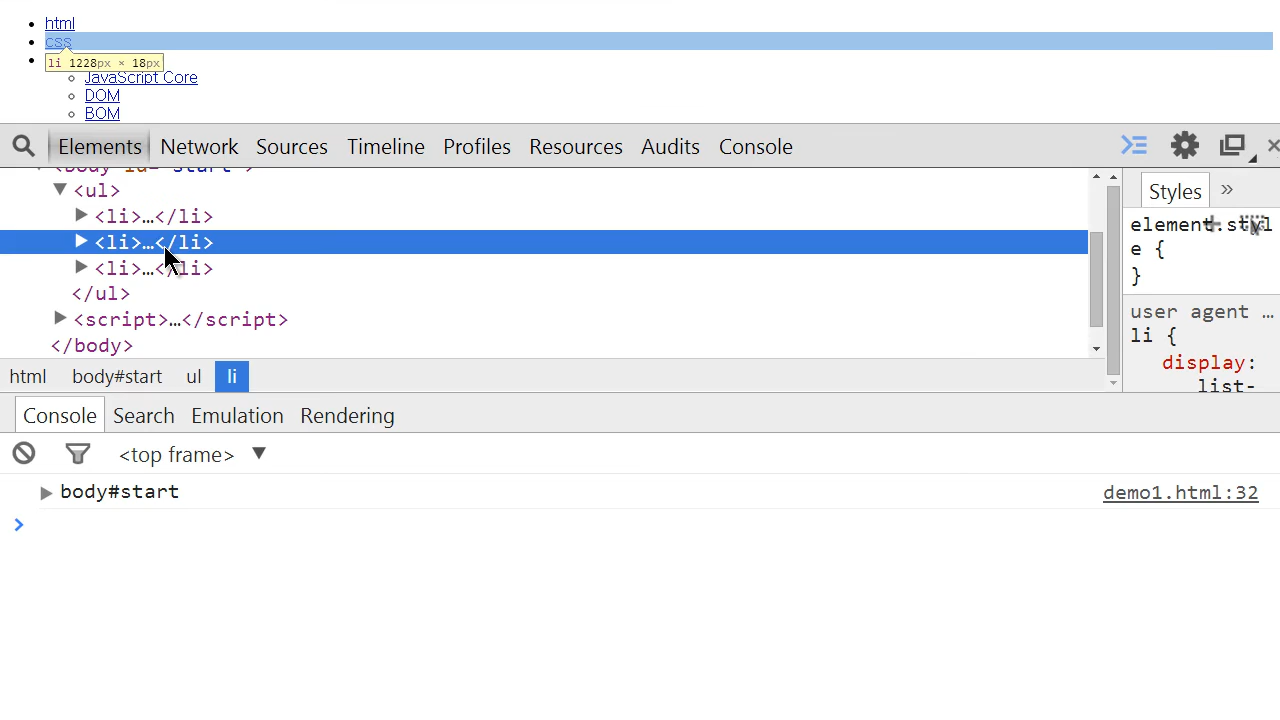 html
css
li 1228px × 18px
JavaScript Core
DOM
BOM
Elements Network Sources Timeline Profiles Resources Audits Console
<ul>
<li>…</li>
<li>…</li>
<li>…</li>
</ul>
<script>…</script>
</body>
html body#start ul li
Styles »
element.style {
}
user agent …
li {
display:
list-
Console Search Emulation Rendering
<top frame>
body#start demo1.html:32